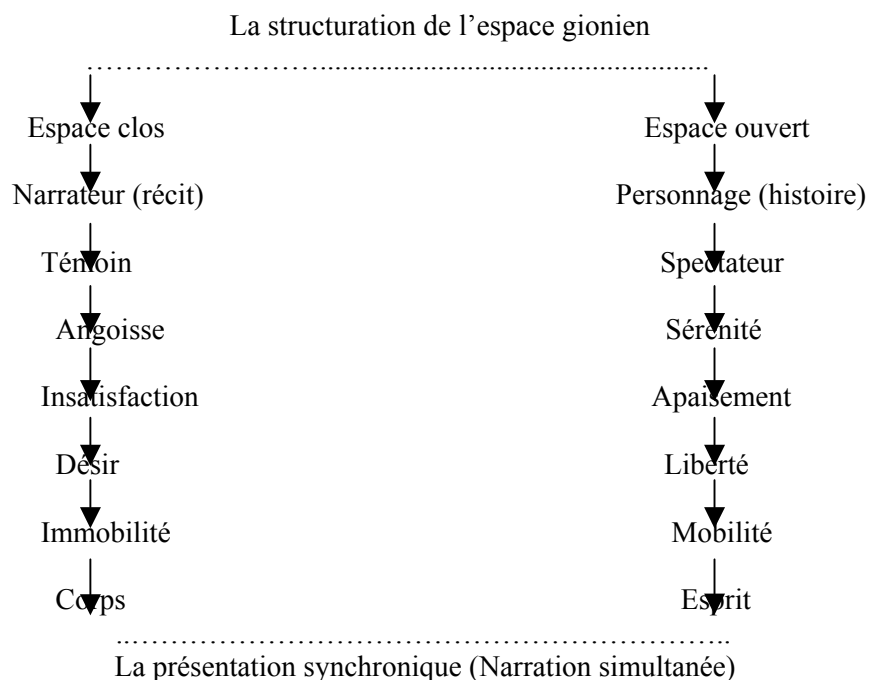 La structuration de l’espace gionien
Espace clos Espace ouvert
Narrateur (récit) Personnage (histoire)
Témoin Spectateur
Angoisse Sérénité
Insatisfaction Apaisement
Désir Liberté
Immobilité Mobilité
Corps Esprit
La présentation synchronique (Narration simultanée)